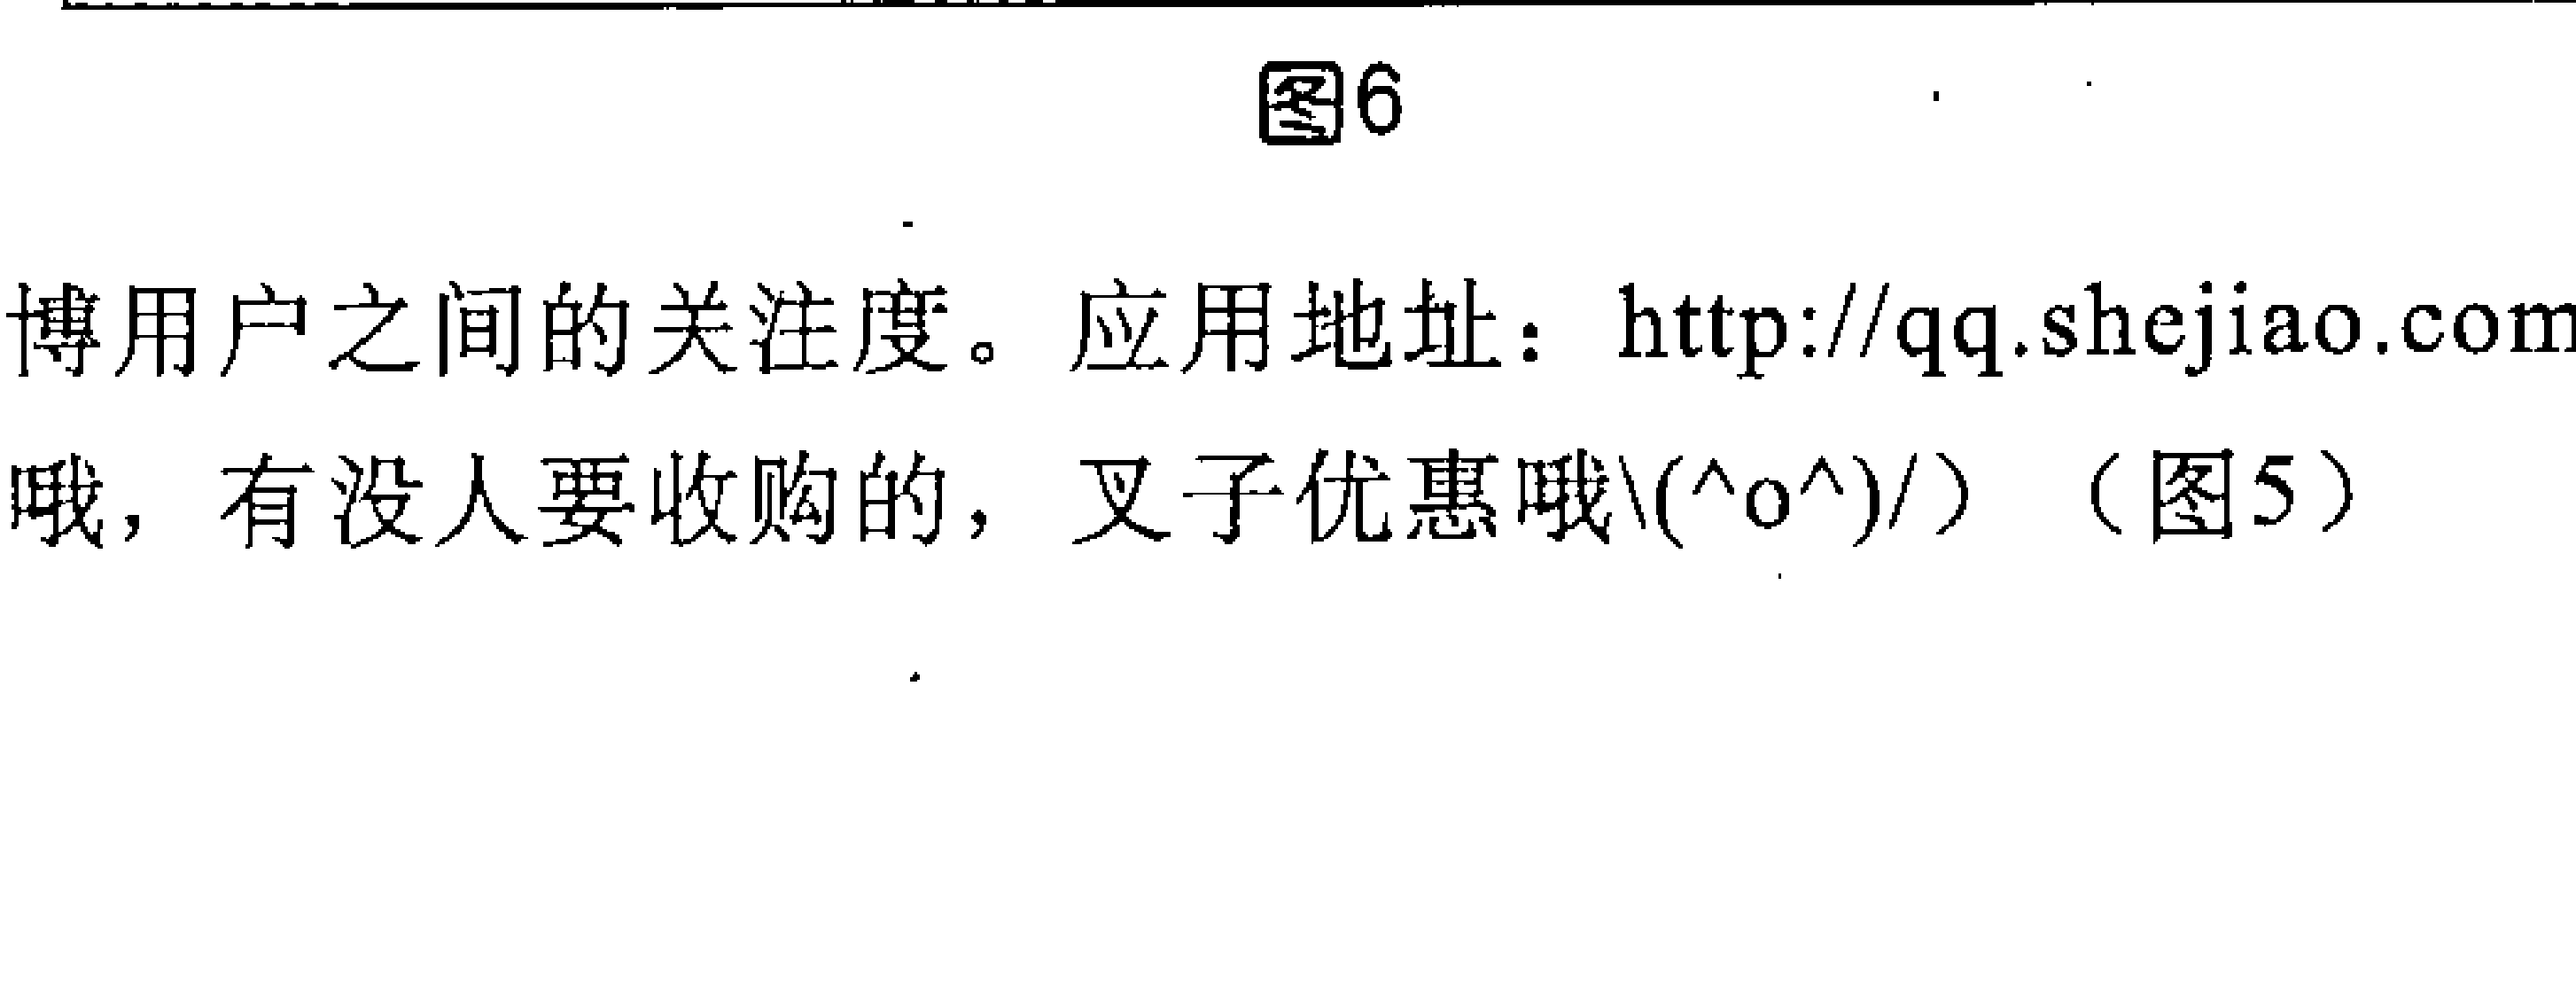 图6
博用户之间的关注度。应用地址：http://qq.shejiao.com
哦，有没人要收购的，叉子优惠哦\(^o^)/）（图5）